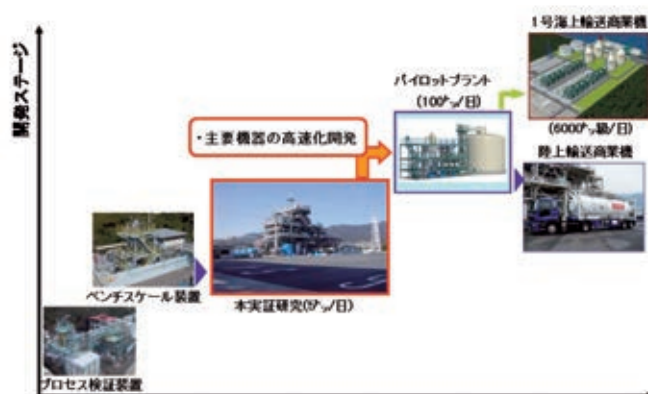 1号海上輸送商業機
開発ステージ
パイロットプラント
(100㌧/日)
・主要機器の高速化開発
(6000㌧級/日)
陸上輸送商業機
ベンチスケール装置
本実証研究(5㌧/日)
プロセス検証装置